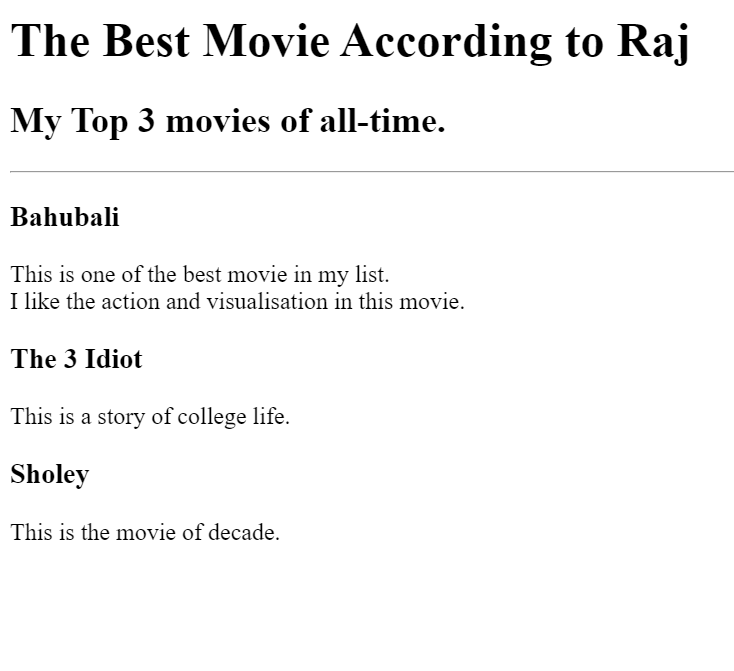 The Best Movie According to Raj
My Top 3 movies of all-time.
Bahubali
This is one of the best movie in my list.
I like the action and visualisation in this movie.
The 3 Idiot
This is a story of college life.
Sholey
This is the movie of decade.